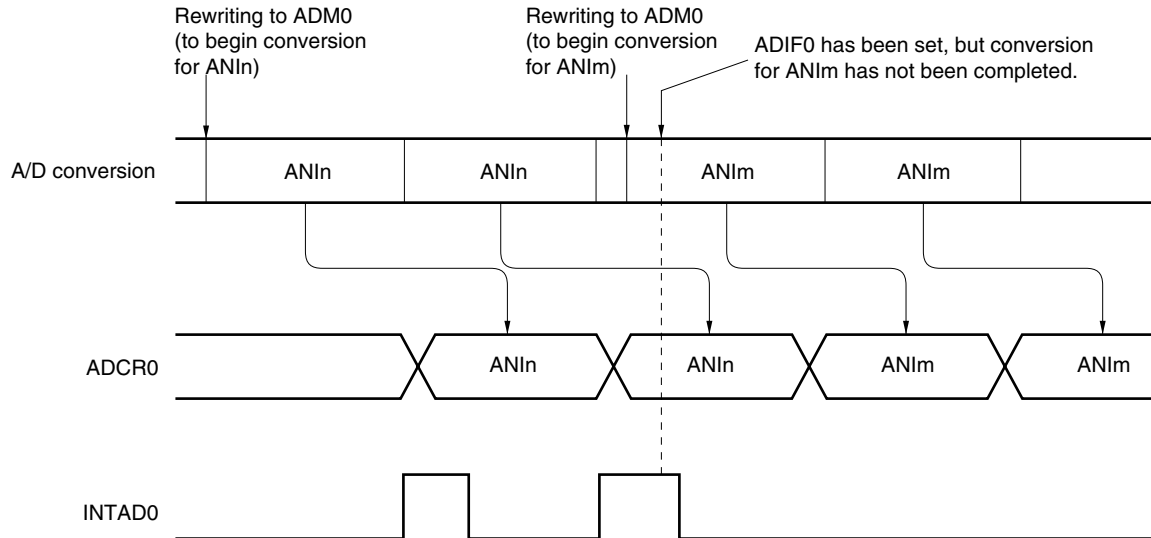 Rewriting to ADM0
(to begin conversion
for ANIn)
Rewriting to ADM0
(to begin conversion
for ANIm)
ADIF0 has been set, but conversion
for ANIm has not been completed.
A/D conversion
ANIn
ANIn
ANIm
ANIm
ADCR0
ANIn
ANIn
ANIm
ANIm
INTAD0